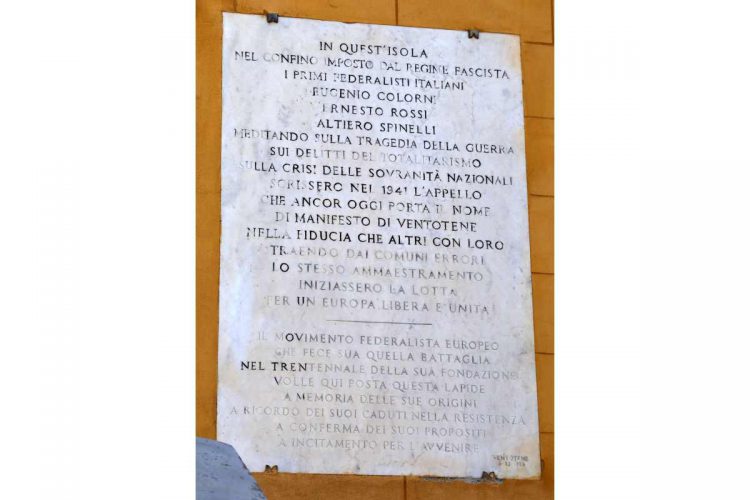 IN QUEST'ISOLA
NEL CONFINO IMPOSTO DAL REGIME FASCISTA
I PRIMI FEDERALISTI ITALIANI
EUGENIO COLORNI
ERNESTO ROSSI
ALTIERO SPINELLI
MEDITANDO SULLA TRAGEDIA DELLA GUERRA
SUI DELITTI DEL TOTALITARISMO
SULLA CRISI DELLE SOVRANITÀ NAZIONALI
SCRISSERO NEL 1941 L'APPELLO
CHE ANCOR OGGI PORTA IL NOME
DI MANIFESTO DI VENTOTENE
NELLA FIDUCIA CHE ALTRI CON LORO
TRAENDO DAI COMUNI ERRORI
LO STESSO AMMAESTRAMENTO
INIZIASSERO LA LOTTA
PER UN EUROPA LIBERA E UNITA
IL MOVIMENTO FEDERALISTA EUROPEO
CHE FECE SUA QUELLA BATTAGLIA
NEL TRENTENNALE DELLA SUA FONDAZIONE
VOLLE QUI POSTA QUESTA LAPIDE
A MEMORIA DELLE SUE ORIGINI
A RICORDO DEI SUOI CADUTI NELLA RESISTENZA
A CONFERMA DEI SUOI PROPOSITI
A INCITAMENTO PER L'AVVENIRE
VENTOTENE